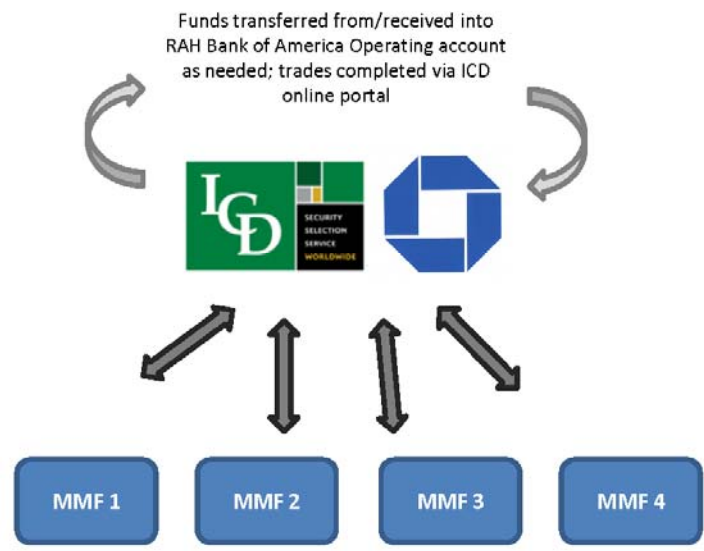 Funds transferred from/received into
RAH Bank of America Operating account
as needed; trades completed via ICD
online portal
ICD
SECURITY
SELECTION
SERVICE
WORLDWIDE
MMF 1
MMF 2
MMF 3
MMF 4